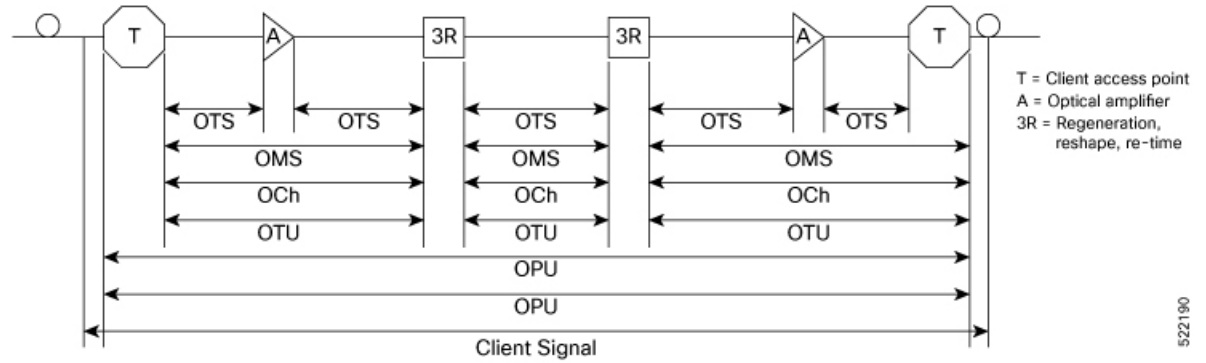 T A 3R 3R A T
T = Client access point
A = Optical amplifier
3R = Regeneration,
reshape, re-time
OTS OTS OTS OTS OTS
OMS OMS OMS
OCh OCh OCh
OTU OTU OTU
OPU
OPU
Client Signal
522190